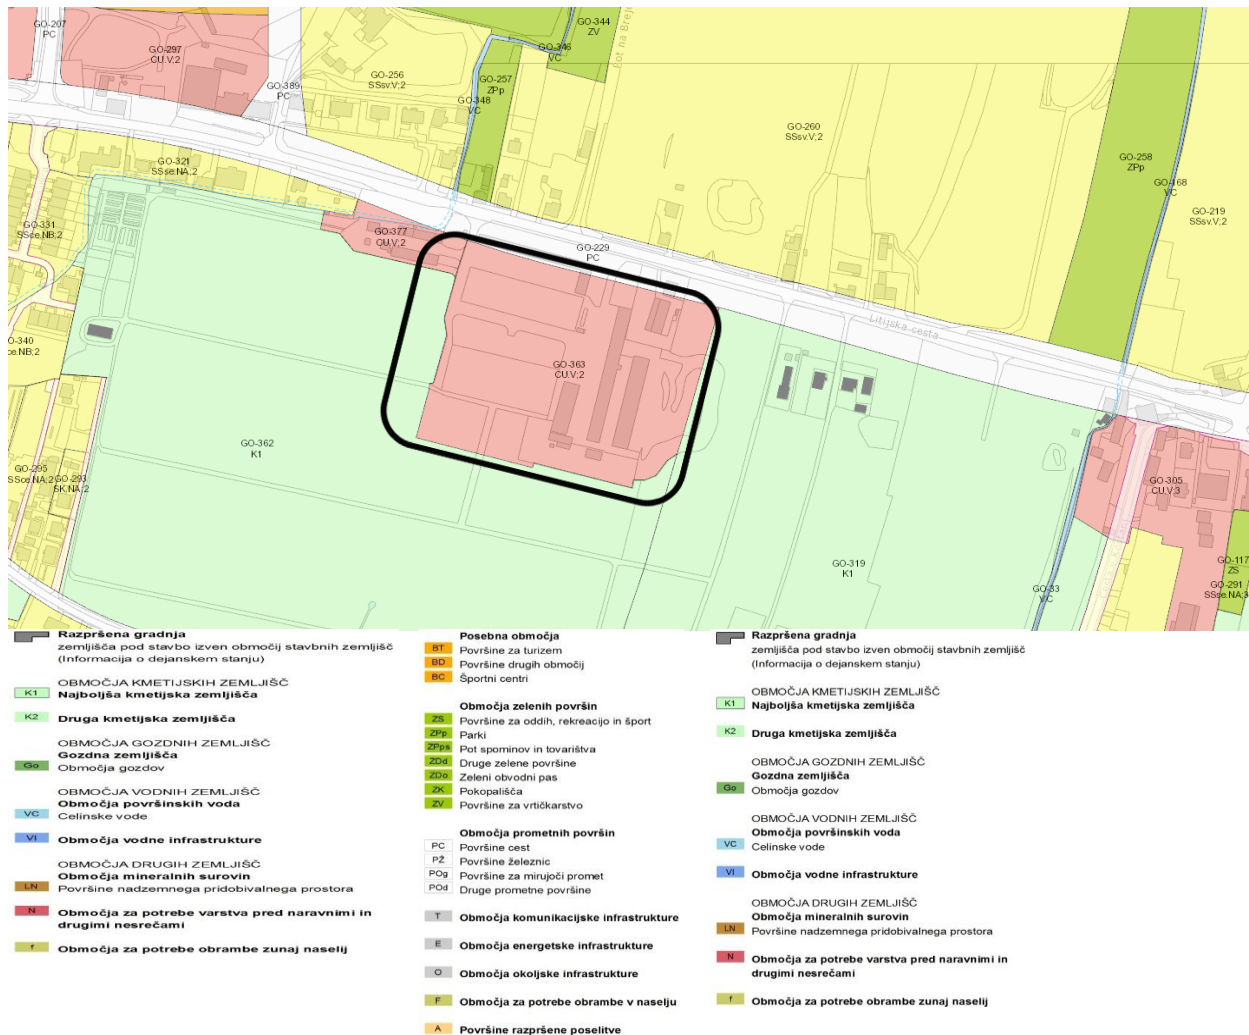 GO-207
PC
GO-297
CU.V;2
GO-389
PC
GO-256
SSsv.V;2
GO-257
ZPp
GO-348
VC
GO-346
VC
GO-344
ZV
Pot na Breje
GO-260
SSsv.V;2
GO-258
ZPp
GO-168
VC
GO-219
SSsv.V;2
GO-321
SSse.NA;2
GO-331
SSce.NB;2
GO-377
CU.V;2
GO-229
PC
Litijska cesta
GO-340
ce.NB;2
GO-363
CU.V;2
GO-362
K1
GO-295
SSce.NA;2
GO-293
SK.NA;2
GO-305
CU.V;3
GO-319
K1
GO-33
VC
GO-117
ZS
GO-291
SSse.NA;3
Razpršena gradnja
zemljišča pod stavbo izven območij stavbnih zemljišč
(Informacija o dejanskem stanju)
OBMOČJA KMETIJSKIH ZEMLJIŠČ
K1 Najboljša kmetijska zemljišča
K2 Druga kmetijska zemljišča
OBMOČJA GOZDNIH ZEMLJIŠČ
Gozdna zemljišča
Go Območja gozdov
OBMOČJA VODNIH ZEMLJIŠČ
Območja površinskih voda
VC Celinske vode
VI Območja vodne infrastrukture
OBMOČJA DRUGIH ZEMLJIŠČ
Območja mineralnih surovin
LN Površine nadzemnega pridobivalnega prostora
N Območja za potrebe varstva pred naravnimi in
drugimi nesrečami
f Območja za potrebe obrambe zunaj naselij
Posebna območja
BT Površine za turizem
BD Površine drugih območij
BC Športni centri
Območja zelenih površin
ZS Površine za oddih, rekreacijo in šport
ZPp Parki
ZPps Pot spominov in tovarištva
ZDd Druge zelene površine
ZDo Zeleni obvodni pas
ZK Pokopališča
ZV Površine za vrtičkarstvo
Območja prometnih površin
PC Površine cest
PŽ Površine železnic
POg Površine za mirujoči promet
POd Druge prometne površine
T Območja komunikacijske infrastrukture
E Območja energetske infrastrukture
O Območja okoljske infrastrukture
F Območja za potrebe obrambe v naselju
A Površine razpršene poselitve
Razpršena gradnja
zemljišča pod stavbo izven območij stavbnih zemljišč
(Informacija o dejanskem stanju)
OBMOČJA KMETIJSKIH ZEMLJIŠČ
K1 Najboljša kmetijska zemljišča
K2 Druga kmetijska zemljišča
OBMOČJA GOZDNIH ZEMLJIŠČ
Gozdna zemljišča
Go Območja gozdov
OBMOČJA VODNIH ZEMLJIŠČ
Območja površinskih voda
VC Celinske vode
VI Območja vodne infrastrukture
OBMOČJA DRUGIH ZEMLJIŠČ
Območja mineralnih surovin
LN Površine nadzemnega pridobivalnega prostora
N Območja za potrebe varstva pred naravnimi in
drugimi nesrečami
f Območja za potrebe obrambe zunaj naselij